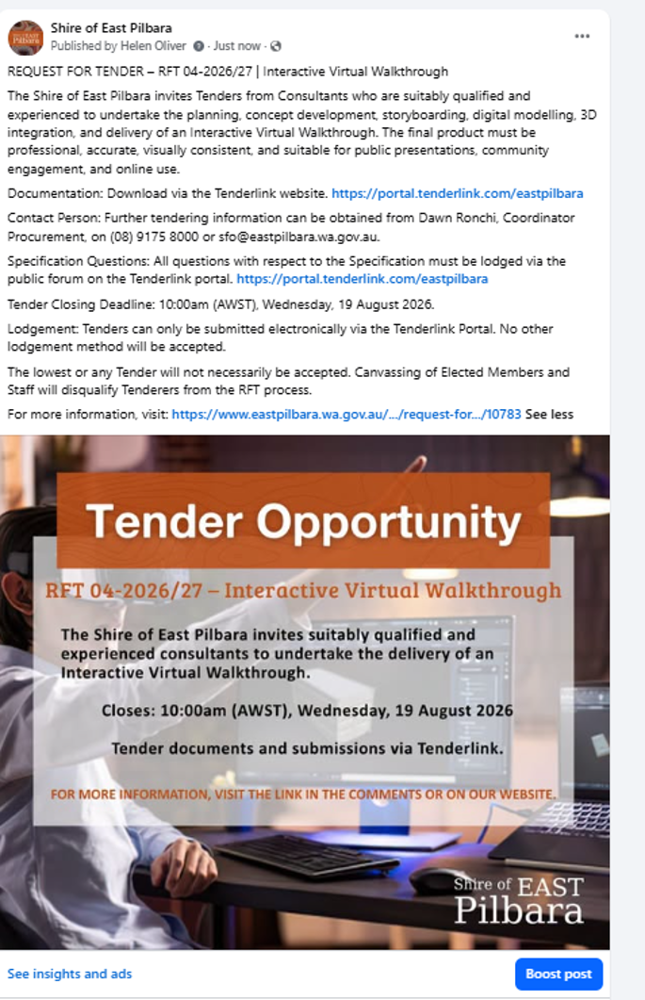 Shire of East Pilbara
Published by Helen Oliver · Just now ·
REQUEST FOR TENDER – RFT 04-2026/27 | Interactive Virtual Walkthrough
The Shire of East Pilbara invites Tenders from Consultants who are suitably qualified and
experienced to undertake the planning, concept development, storyboarding, digital modelling, 3D
integration, and delivery of an Interactive Virtual Walkthrough. The final product must be
professional, accurate, visually consistent, and suitable for public presentations, community
engagement, and online use.
Documentation: Download via the Tenderlink website. https://portal.tenderlink.com/eastpilbara
Contact Person: Further tendering information can be obtained from Dawn Ronchi, Coordinator
Procurement, on (08) 9175 8000 or sfo@eastpilbara.wa.gov.au.
Specification Questions: All questions with respect to the Specification must be lodged via the
public forum on the Tenderlink portal. https://portal.tenderlink.com/eastpilbara
Tender Closing Deadline: 10:00am (AWST), Wednesday, 19 August 2026.
Lodgement: Tenders can only be submitted electronically via the Tenderlink Portal. No other
lodgement method will be accepted.
The lowest or any Tender will not necessarily be accepted. Canvassing of Elected Members and
Staff will disqualify Tenderers from the RFT process.
For more information, visit: https://www.eastpilbara.wa.gov.au/.../request-for.../10783 See less
Tender Opportunity
RFT 04-2026/27 – Interactive Virtual Walkthrough
The Shire of East Pilbara invites suitably qualified and
experienced consultants to undertake the delivery of an
Interactive Virtual Walkthrough.
Closes: 10:00am (AWST), Wednesday, 19 August 2026
Tender documents and submissions via Tenderlink.
FOR MORE INFORMATION, VISIT THE LINK IN THE COMMENTS OR ON OUR WEBSITE.
Shire of EAST
Pilbara
See insights and ads
Boost post